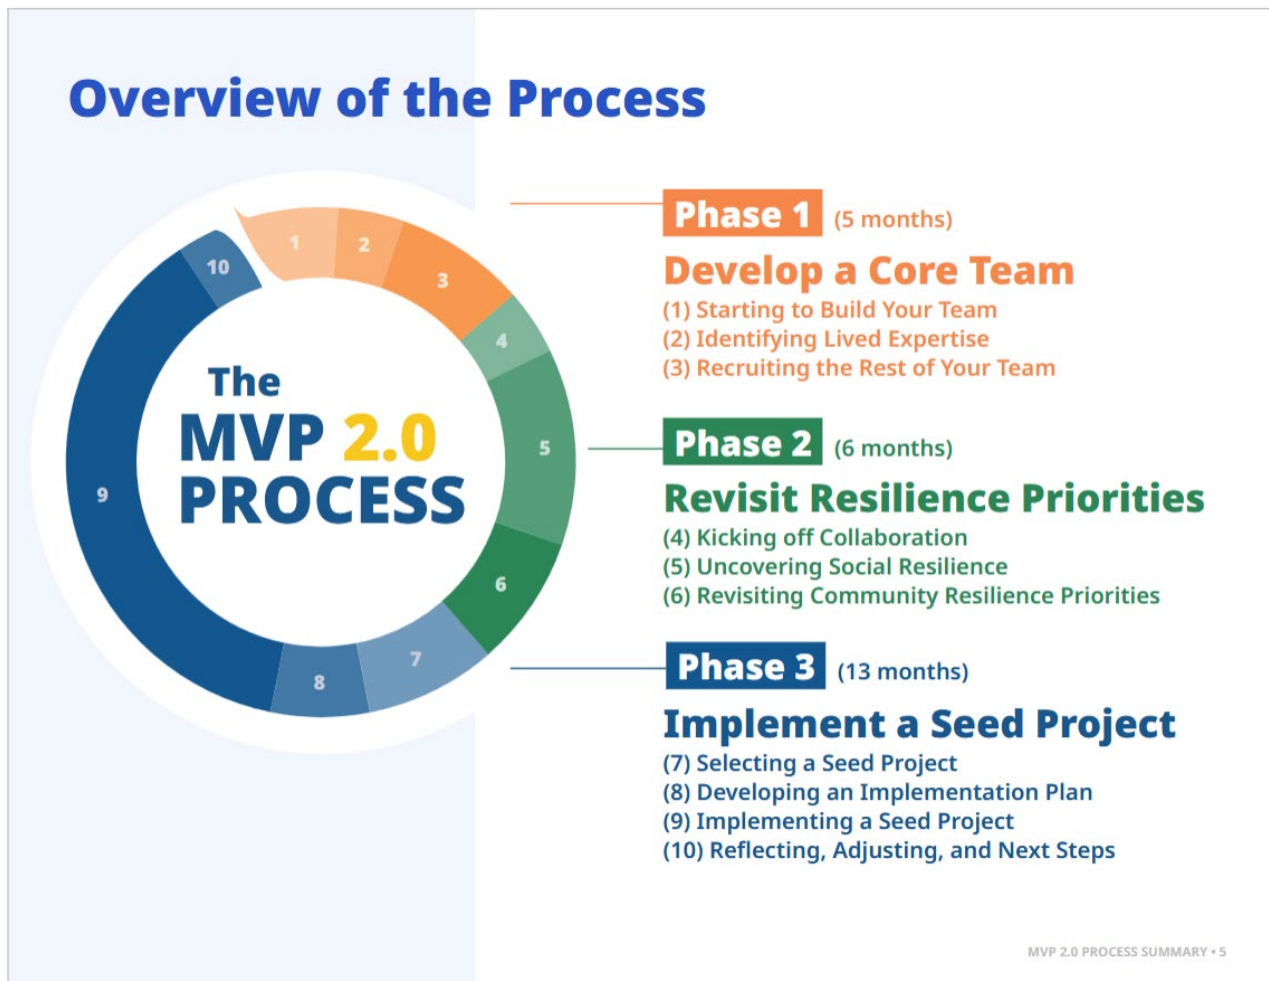 Overview of the Process
1
2
3
4
5
6
7
8
9
10
The
MVP 2.0
PROCESS
Phase 1 (5 months)
Develop a Core Team
(1) Starting to Build Your Team
(2) Identifying Lived Expertise
(3) Recruiting the Rest of Your Team
Phase 2 (6 months)
Revisit Resilience Priorities
(4) Kicking off Collaboration
(5) Uncovering Social Resilience
(6) Revisiting Community Resilience Priorities
Phase 3 (13 months)
Implement a Seed Project
(7) Selecting a Seed Project
(8) Developing an Implementation Plan
(9) Implementing a Seed Project
(10) Reflecting, Adjusting, and Next Steps
MVP 2.0 PROCESS SUMMARY • 5